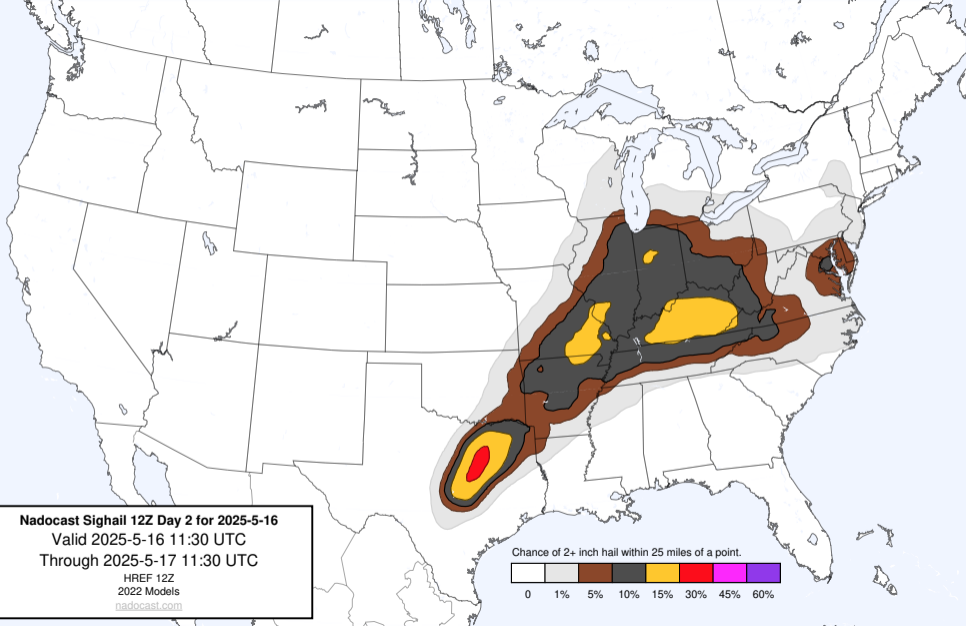 Nadocast Sighail 12Z Day 2 for 2025-5-16
Valid 2025-5-16 11:30 UTC
Through 2025-5-17 11:30 UTC
HREF 12Z
2022 Models
nadocast.com
Chance of 2+ inch hail within 25 miles of a point.
0 1% 5% 10% 15% 30% 45% 60%